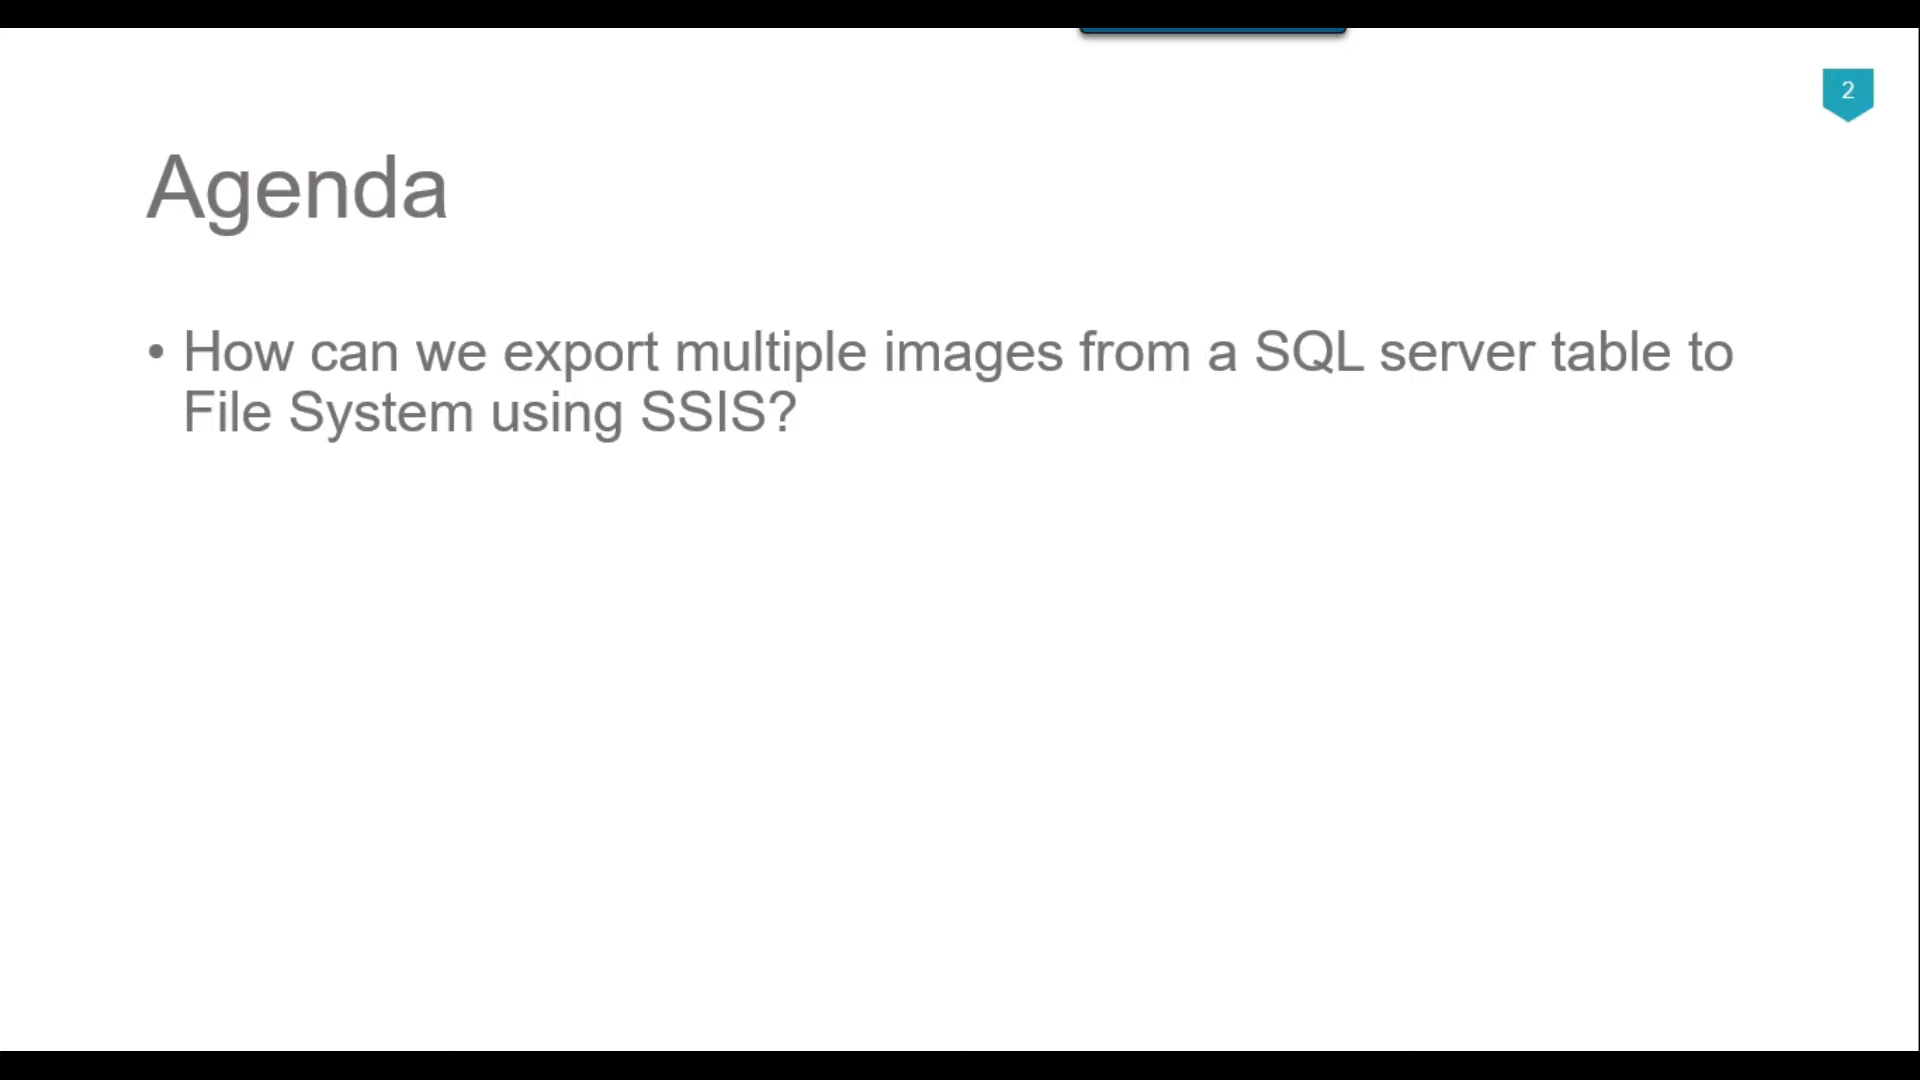 2
Agenda
• How can we export multiple images from a SQL server table to
File System using SSIS?